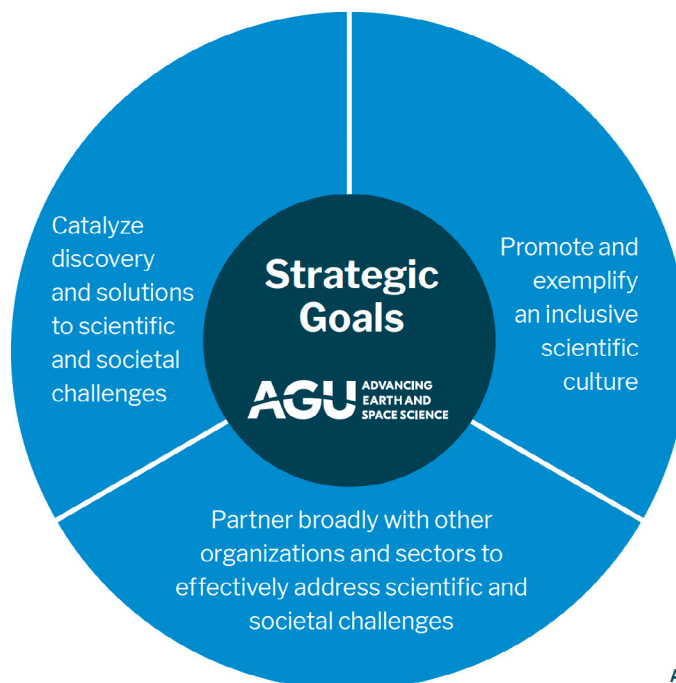 Strategic
Goals
AGU
ADVANCING
EARTH AND
SPACE SCIENCE
Catalyze
discovery
and solutions
to scientific
and societal
challenges
Promote and
exemplify
an inclusive
scientific
culture
Partner broadly with other
organizations and sectors to
effectively address scientific and
societal challenges